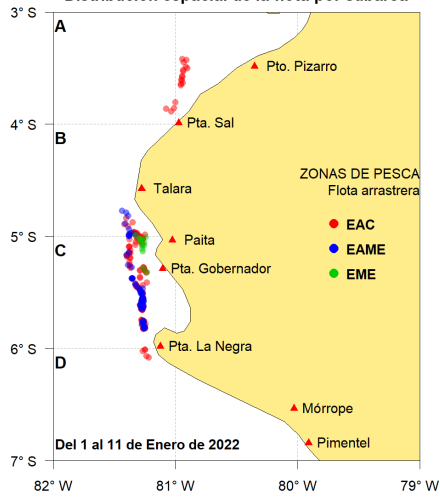 Distribución espacial de la flota por subárea
3° S
A
Pto. Pizarro
4° S
Pta. Sal
B
ZONAS DE PESCA
Talara
Flota arrastrera
EAC
5° S
Paita
C
EAME
Pta. Gobernador
EME
6° S
Pta. La Negra
D
Mórrope
Del 1 al 11 de Enero de 2022
Pimentel
7° S
82° W
81° W
80° W
79° W